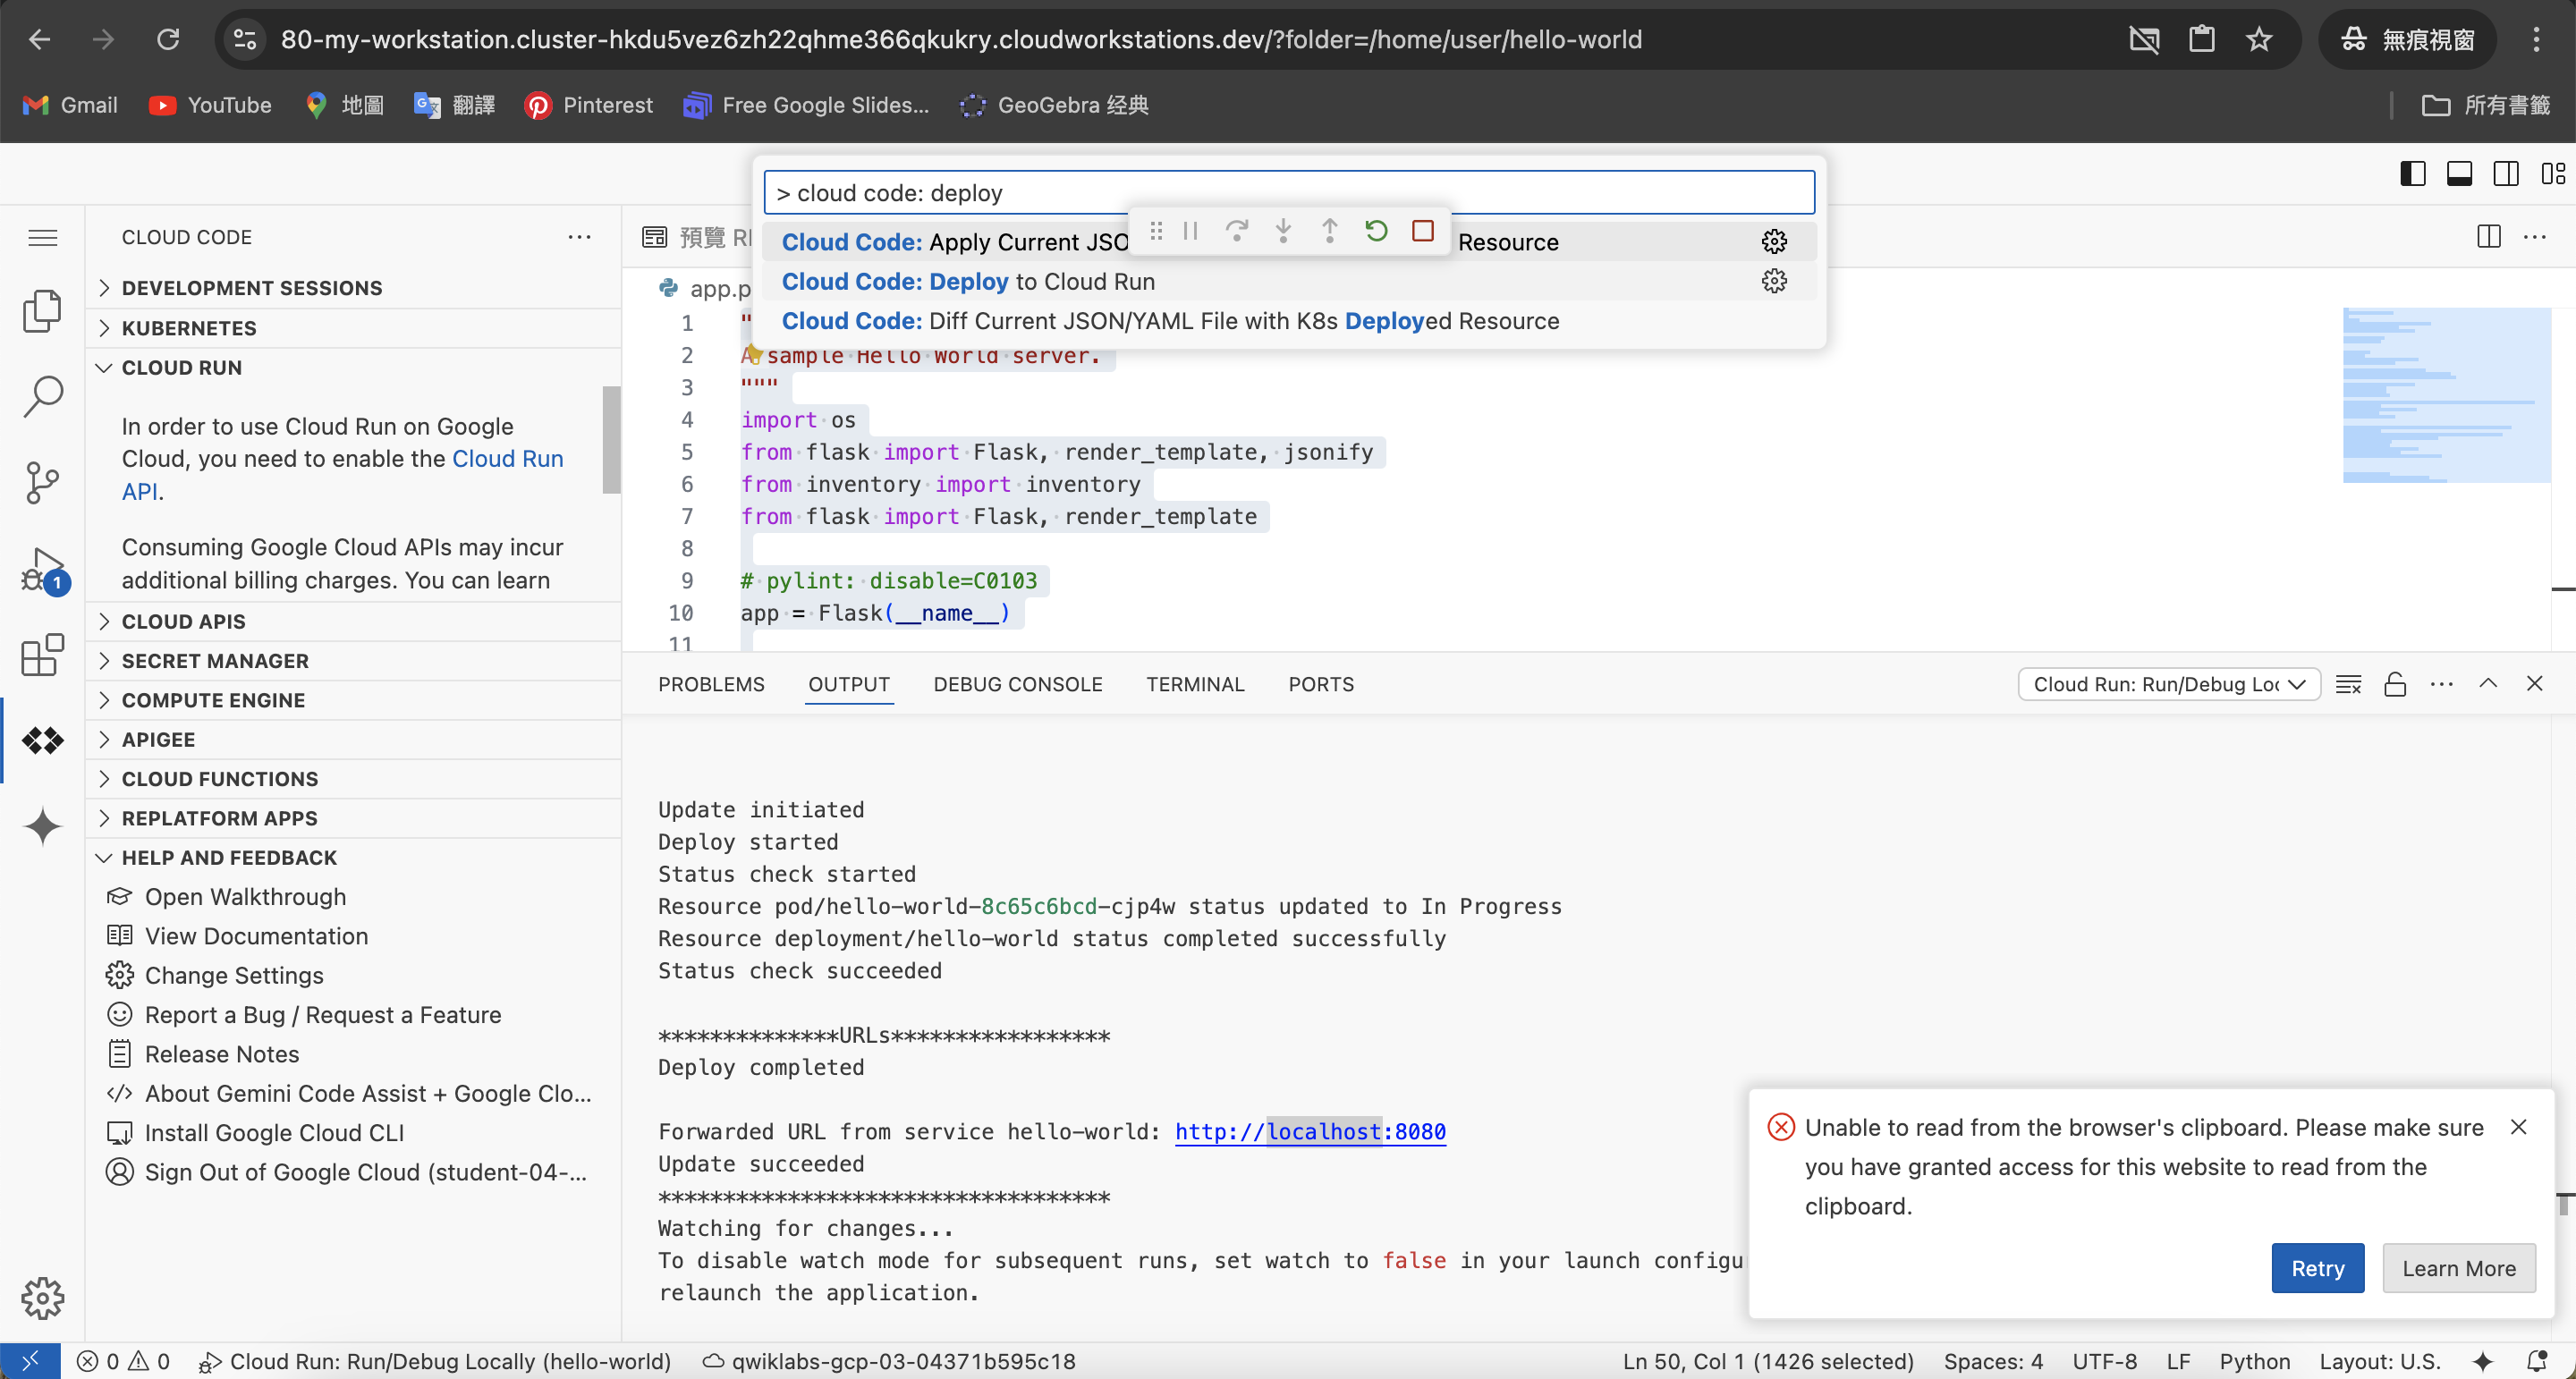 80-my-workstation.cluster-hkdu5vez6zh22qhme366qkukry.cloudworkstations.dev/?folder=/home/user/hello-world
無痕視窗
Gmail
YouTube
地圖
翻譯
Pinterest
Free Google Slides...
GeoGebra 经典
所有書籤
> cloud code: deploy
Cloud Code: Apply Current JSO
Resource
Cloud Code: Deploy to Cloud Run
Cloud Code: Diff Current JSON/YAML File with K8s Deployed Resource
CLOUD CODE
DEVELOPMENT SESSIONS
KUBERNETES
CLOUD RUN
In order to use Cloud Run on Google
Cloud, you need to enable the Cloud Run
API.
Consuming Google Cloud APIs may incur
additional billing charges. You can learn
CLOUD APIS
SECRET MANAGER
COMPUTE ENGINE
APIGEE
CLOUD FUNCTIONS
REPLATFORM APPS
HELP AND FEEDBACK
Open Walkthrough
View Documentation
Change Settings
Report a Bug / Request a Feature
Release Notes
About Gemini Code Assist + Google Clo...
Install Google Cloud CLI
Sign Out of Google Cloud (student-04-...
1
預覽
app.p
1 "
2 A sample Hello World server.
3 """
4 import os
5 from flask import Flask, render_template, jsonify
6 from inventory import inventory
7 from flask import Flask, render_template
8
9 # pylint: disable=C0103
10 app = Flask(__name__)
11
PROBLEMS
OUTPUT
DEBUG CONSOLE
TERMINAL
PORTS
Cloud Run: Run/Debug Loc
Update initiated
Deploy started
Status check started
Resource pod/hello-world-8c65c6bcd-cjp4w status updated to In Progress
Resource deployment/hello-world status completed successfully
Status check succeeded
**************URLs*****************
Deploy completed
Forwarded URL from service hello-world: http://localhost:8080
Update succeeded
***********************************
Watching for changes...
To disable watch mode for subsequent runs, set watch to false in your launch configu
relaunch the application.
Unable to read from the browser's clipboard. Please make sure
you have granted access for this website to read from the
clipboard.
Retry
Learn More
0
0
Cloud Run: Run/Debug Locally (hello-world)
qwiklabs-gcp-03-04371b595c18
Ln 50, Col 1 (1426 selected)
Spaces: 4
UTF-8
LF
Python
Layout: U.S.